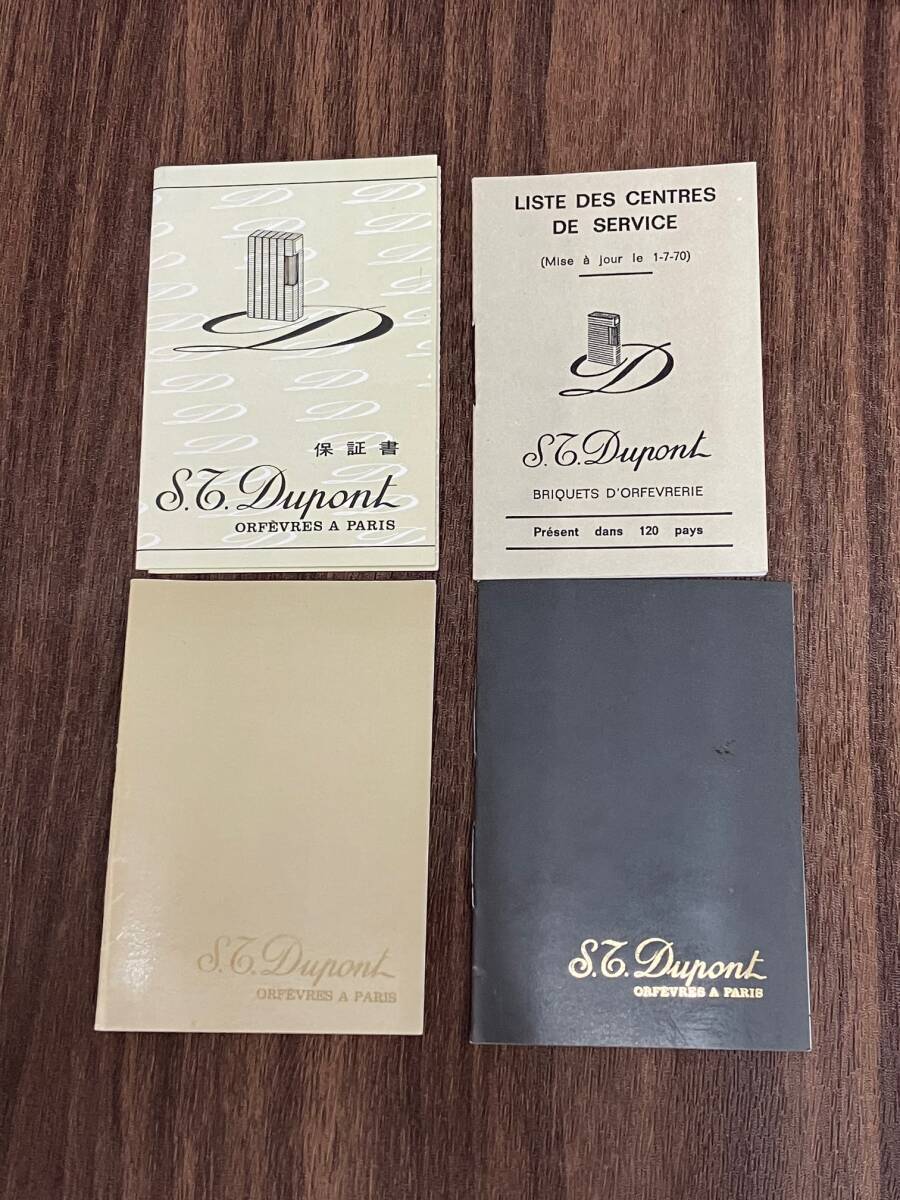 保証書
S.T. Dupont
ORFÈVRES A PARIS
LISTE DES CENTRES
DE SERVICE
(Mise à jour le 1-7-70)
D
S.T. Dupont
BRIQUETS D'ORFEVRERIE
Présent dans 120 pays
S.T. Dupont
ORFÈVRES A PARIS
S.T. Dupont
ORFÈVRES A PARIS